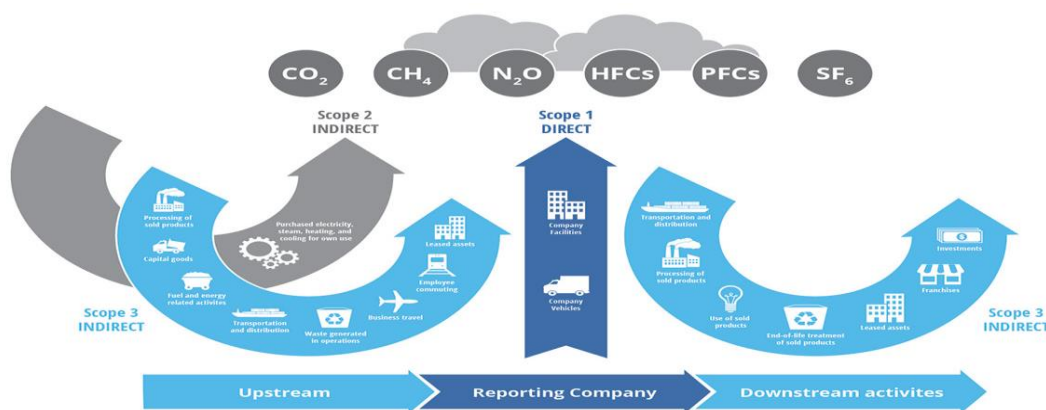 CO2
CH4
N2O
HFCs
PFCs
SF6
Scope 2
INDIRECT
Scope 1
DIRECT
Processing of
sold products
Capital goods
Fuel and energy
related activites
Transportation
and distribution
Waste generated
in operations
Business travel
Employee
commuting
Leased assets
Purchased electricity,
steam, heating, and
cooling for own use
Company
Facilities
Company
Vehicles
Transportation and
distribution
Processing of
sold products
Use of sold
products
End-of-life treatment
of sold products
Leased assets
Franchises
Investments
Scope 3
INDIRECT
Scope 3
INDIRECT
Upstream
Reporting Company
Downstream activites